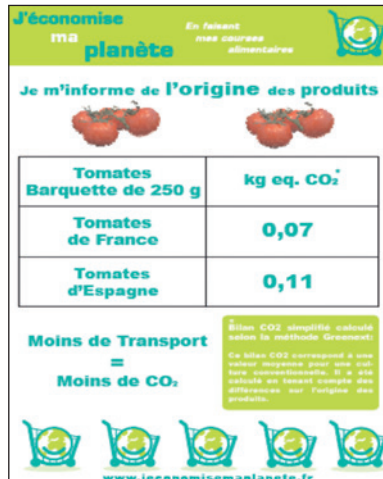 J'économise
ma
planète
En faisant
mes courses
alimentaires
Je m'informe de l'origine des produits
Tomates
Barquette de 250 g
kg eq. CO₂*
Tomates
de France
0,07
Tomates
d'Espagne
0,11
Moins de Transport
=
Moins de CO₂
*
Bilan CO2 simplifié calculé
selon la méthode Greenext:
Ce bilan CO2 correspond à une
valeur moyenne pour une cul-
ture conventionnelle. Il a été
calculé en tenant compte des
différences sur l'origine des
produits.
www.jeconomisemaplanete.fr